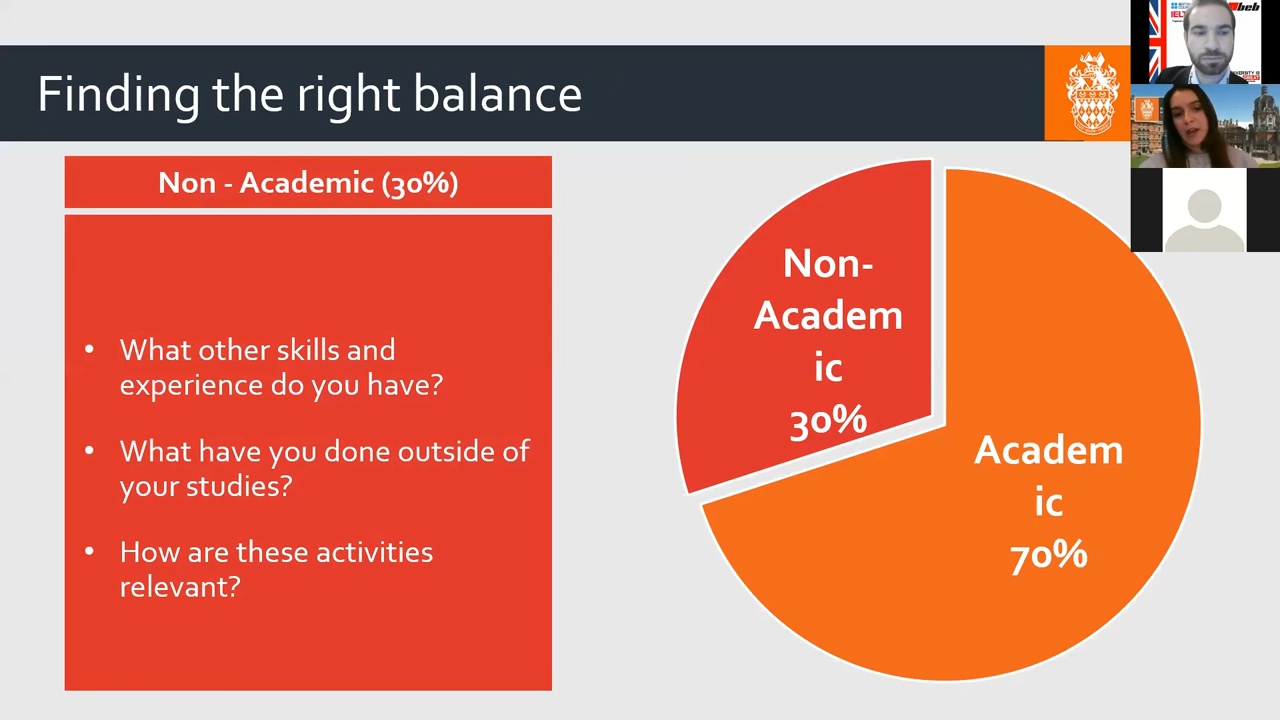 Finding the right balance
Non - Academic (30%)
• What other skills and
experience do you have?
• What have you done outside of
your studies?
• How are these activities
relevant?
Non-
Academ
ic
30%
Academ
ic
70%
beb